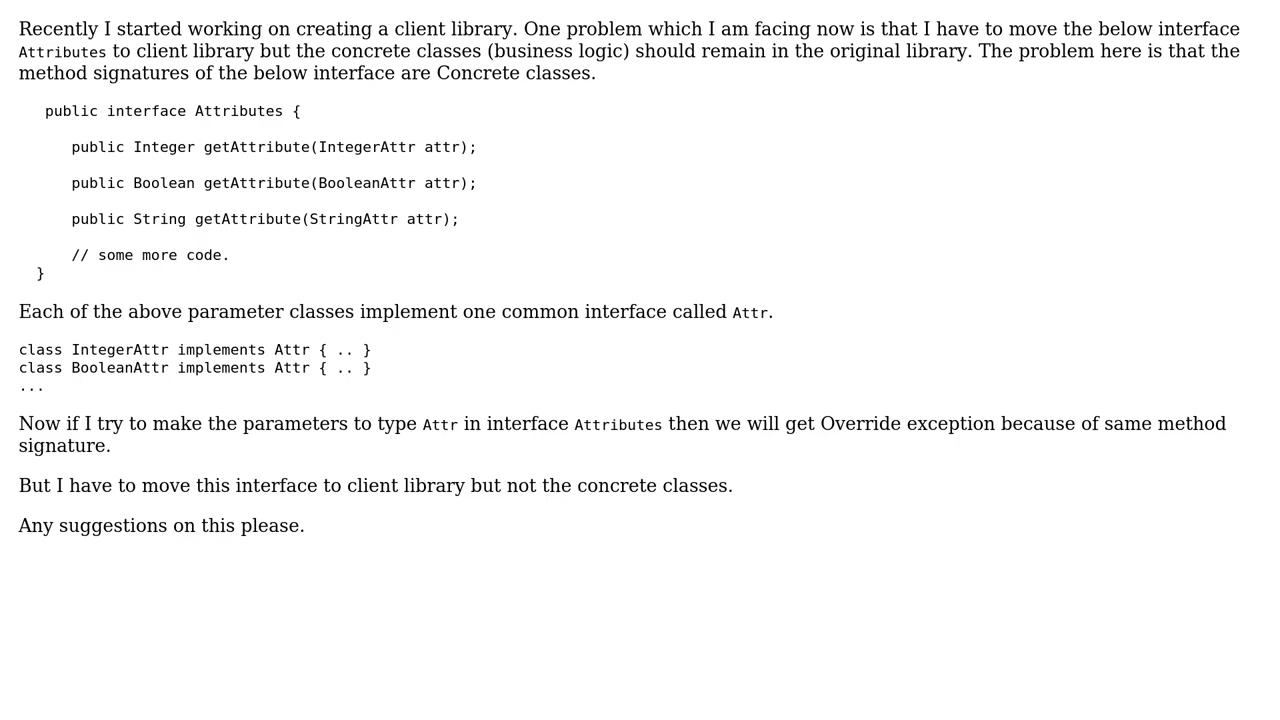 Recently I started working on creating a client library. One problem which I am facing now is that I have to move the below interface
Attributes to client library but the concrete classes (business logic) should remain in the original library. The problem here is that the
method signatures of the below interface are Concrete classes.
public interface Attributes {
public Integer getAttribute(IntegerAttr attr);
public Boolean getAttribute(BooleanAttr attr);
public String getAttribute(StringAttr attr);
// some more code.
}
Each of the above parameter classes implement one common interface called Attr.
class IntegerAttr implements Attr { .. }
class BooleanAttr implements Attr { .. }
...
Now if I try to make the parameters to type Attr in interface Attributes then we will get Override exception because of same method
signature.
But I have to move this interface to client library but not the concrete classes.
Any suggestions on this please.